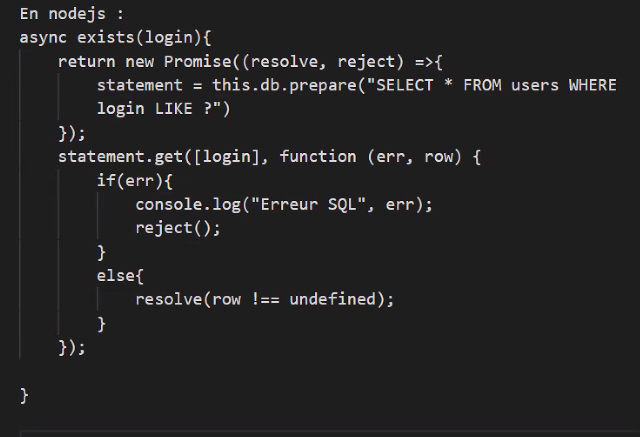 En nodejs :
async exists(login){
    return new Promise((resolve, reject) =>{
        statement = this.db.prepare("SELECT * FROM users WHERE
        login LIKE ?")
    });
    statement.get([login], function (err, row) {
        if(err){
            console.log("Erreur SQL", err);
            reject();
        }
        else{
            resolve(row !== undefined);
        }
    });

}